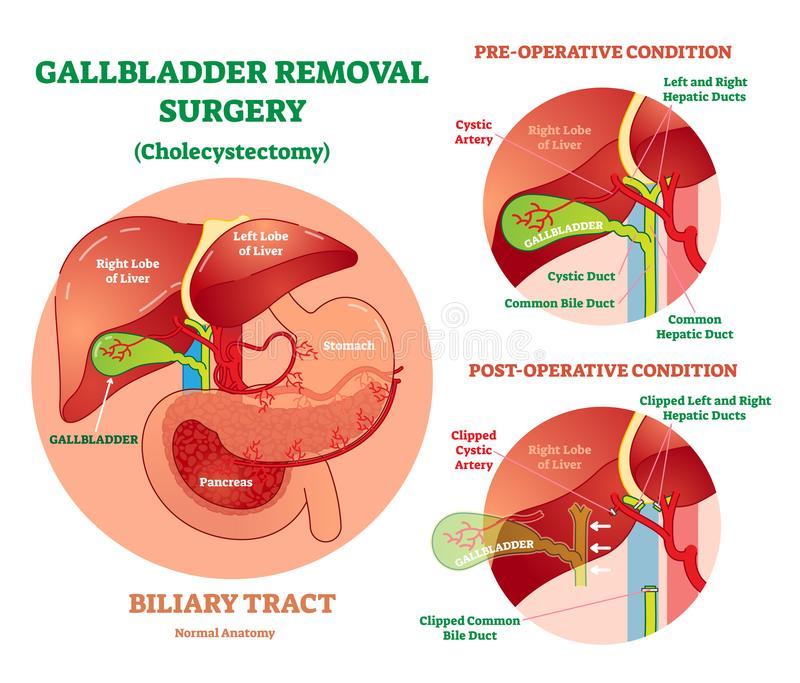 GALLBLADDER REMOVAL
SURGERY
(Cholecystectomy)
Right Lobe
of Liver
Left Lobe
of Liver
Stomach
GALLBLADDER
Pancreas
BILIARY TRACT
Normal Anatomy
PRE-OPERATIVE CONDITION
Left and Right
Hepatic Ducts
Cystic
Artery
Right Lobe
of Liver
GALLBLADDER
Cystic Duct
Common Bile Duct
Common
Hepatic Duct
POST-OPERATIVE CONDITION
Clipped Left and Right
Hepatic Ducts
Clipped
Cystic
Artery
Right Lobe
of Liver
GALLBLADDER
Clipped Common
Bile Duct
dreamstime